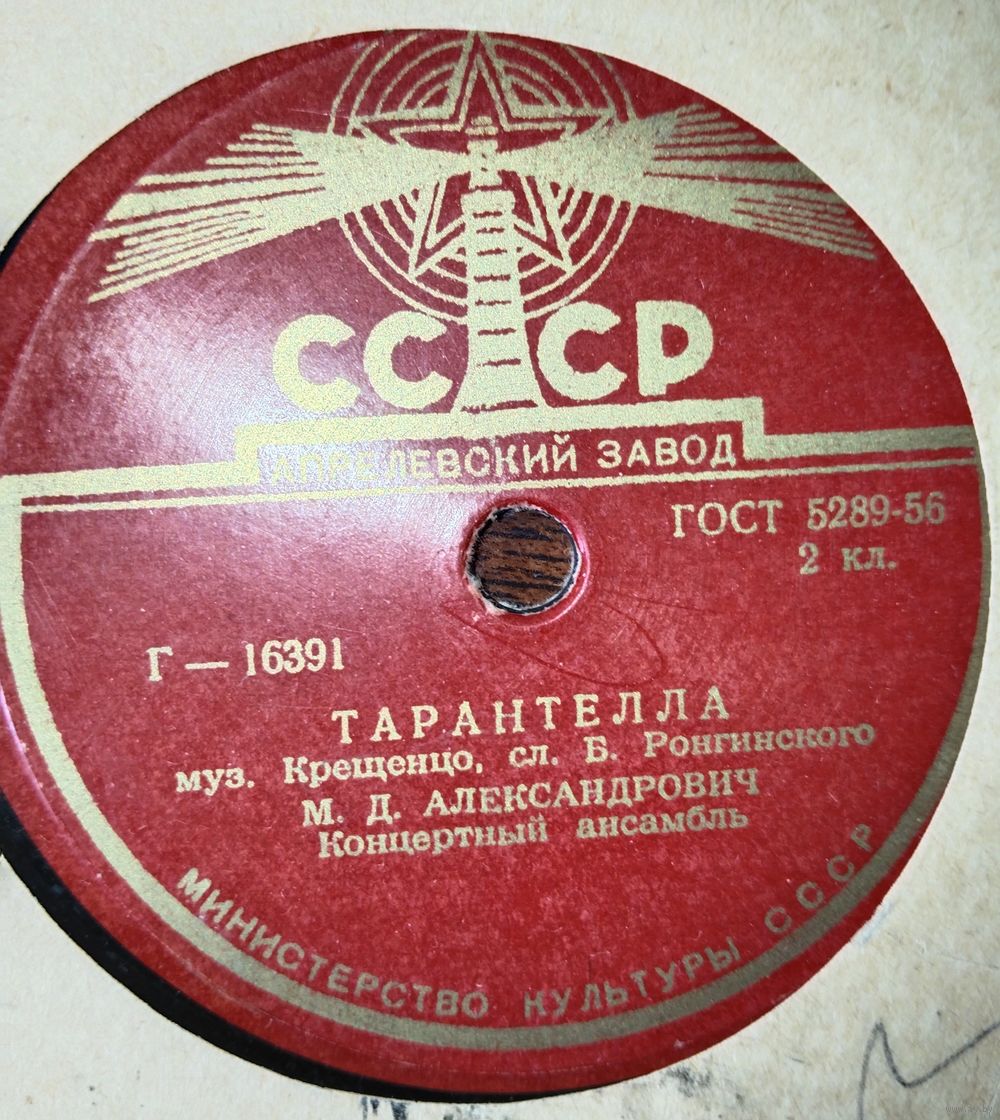 СССР
АПРЕЛЕВСКИЙ ЗАВОД
ГОСТ 5289-56
2 кл.
Г — 16391
ТАРАНТЕЛЛА
муз. Крещенцо, сл. Б. Ронгинского
М. Д. АЛЕКСАНДРОВИЧ
Концертный ансамбль
МИНИСТЕРСТВО КУЛЬТУРЫ СССР